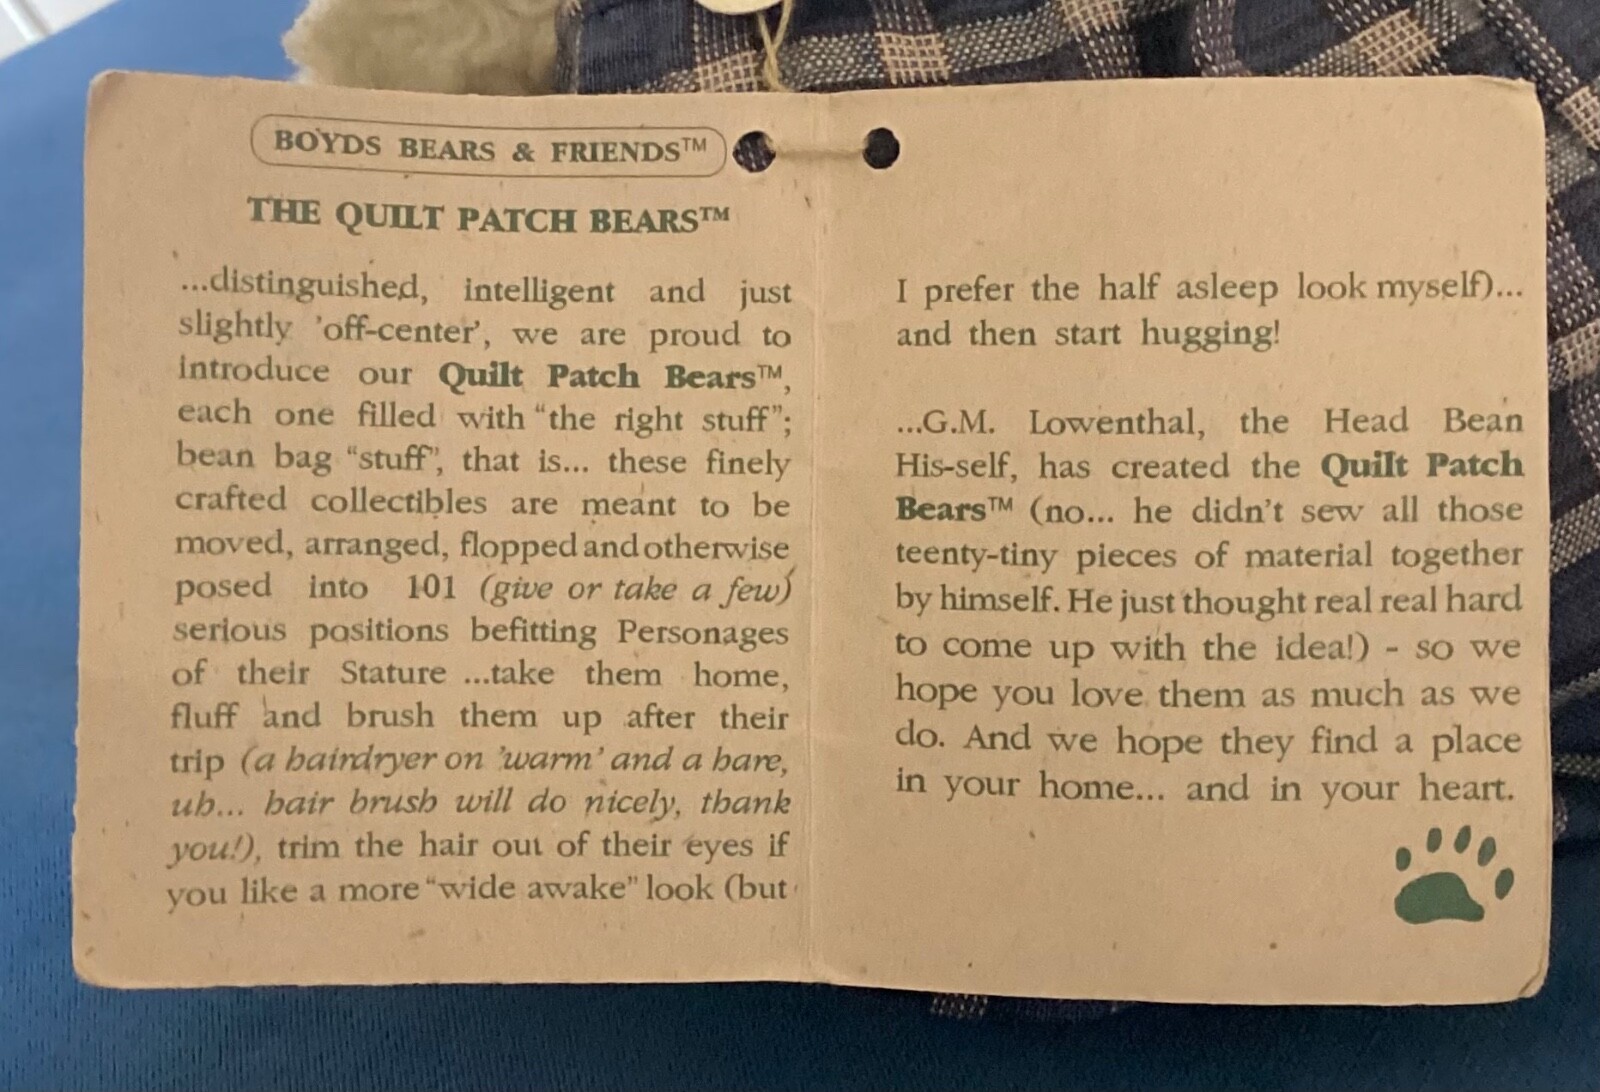 BOYDS BEARS & FRIENDS™
THE QUILT PATCH BEARS™
...distinguished, intelligent and just
slightly 'off-center', we are proud to
introduce our Quilt Patch Bears™,
each one filled with "the right stuff";
bean bag "stuff", that is... these finely
crafted collectibles are meant to be
moved, arranged, flopped and otherwise
posed into 101 (give or take a few)
serious positions befitting Personages
of their Stature ...take them home,
fluff and brush them up after their
trip (a hairdryer on 'warm' and a hare,
uh... hair brush will do nicely, thank
you!), trim the hair out of their eyes if
you like a more "wide awake" look (but
I prefer the half asleep look myself)...
and then start hugging!
...G.M. Lowenthal, the Head Bean
His-self, has created the Quilt Patch
Bears™ (no... he didn't sew all those
teenty-tiny pieces of material together
by himself. He just thought real real hard
to come up with the idea!) - so we
hope you love them as much as we
do. And we hope they find a place
in your home... and in your heart.